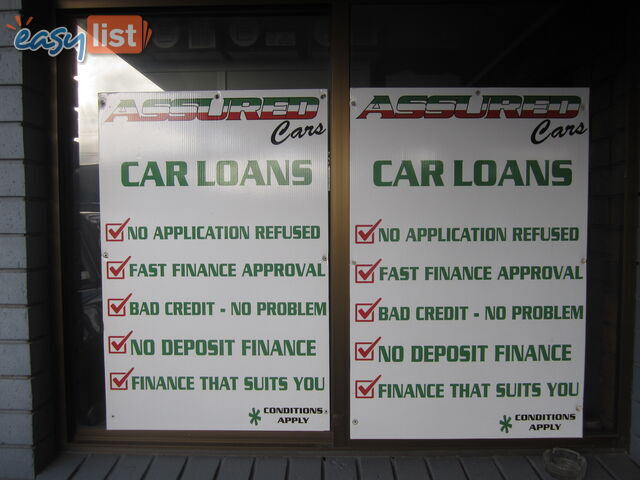 easylist
ASSURED
Cars
CAR LOANS
NO APPLICATION REFUSED
FAST FINANCE APPROVAL
BAD CREDIT - NO PROBLEM
NO DEPOSIT FINANCE
FINANCE THAT SUITS YOU
* CONDITIONS
APPLY
ASSURED
Cars
CAR LOANS
NO APPLICATION REFUSED
FAST FINANCE APPROVAL
BAD CREDIT - NO PROBLEM
NO DEPOSIT FINANCE
FINANCE THAT SUITS YOU
* CONDITIONS
APPLY